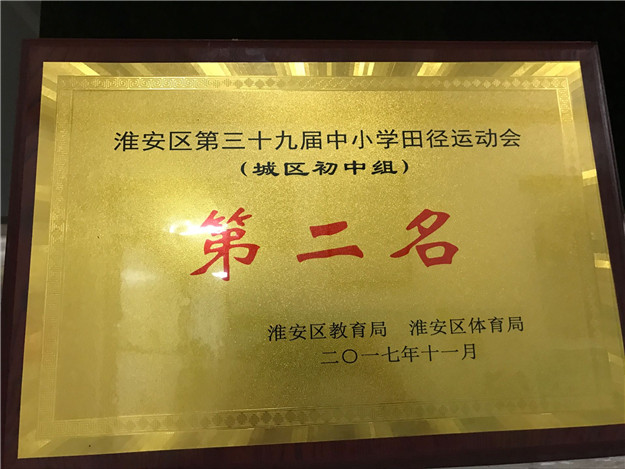 淮安区第三十九届中小学田径运动会
(城区初中组)
第二名
淮安区教育局 淮安区体育局
二〇一七年十一月